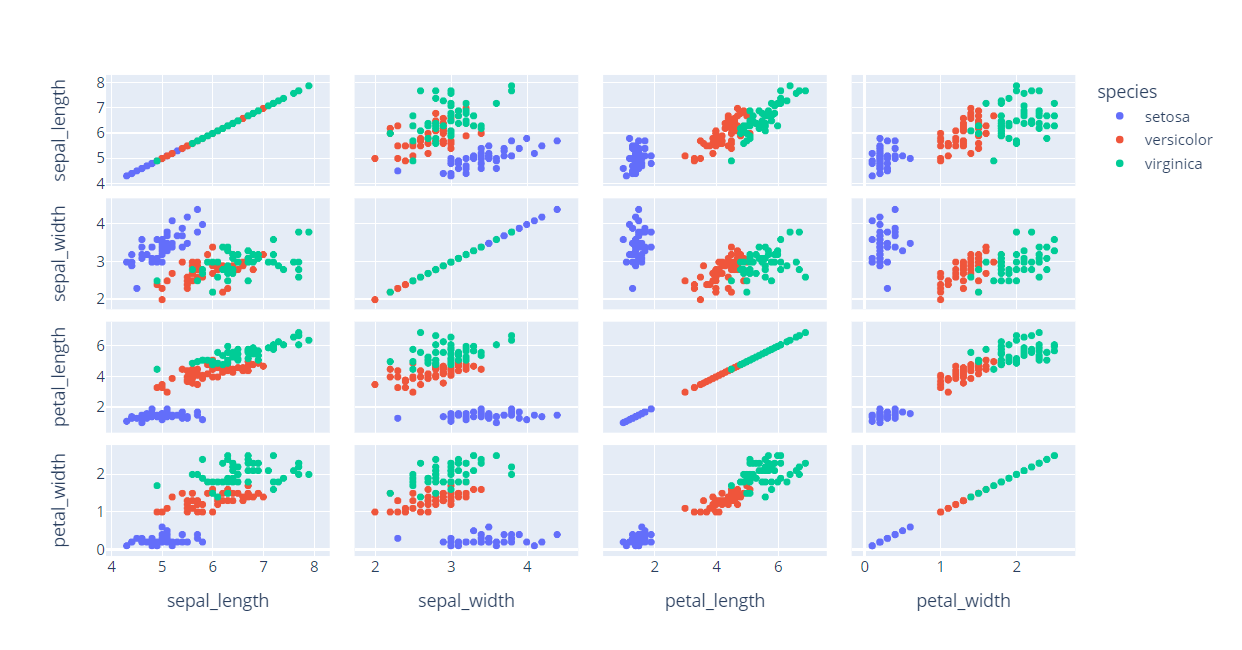 sepal_length
8
7
6
5
4
species
setosa
versicolor
virginica
sepal_width
4
3
2
petal_length
6
4
2
petal_width
2
1
0
4 5 6 7 8 2 3 4 2 4 6 0 1 2
sepal_length sepal_width petal_length petal_width